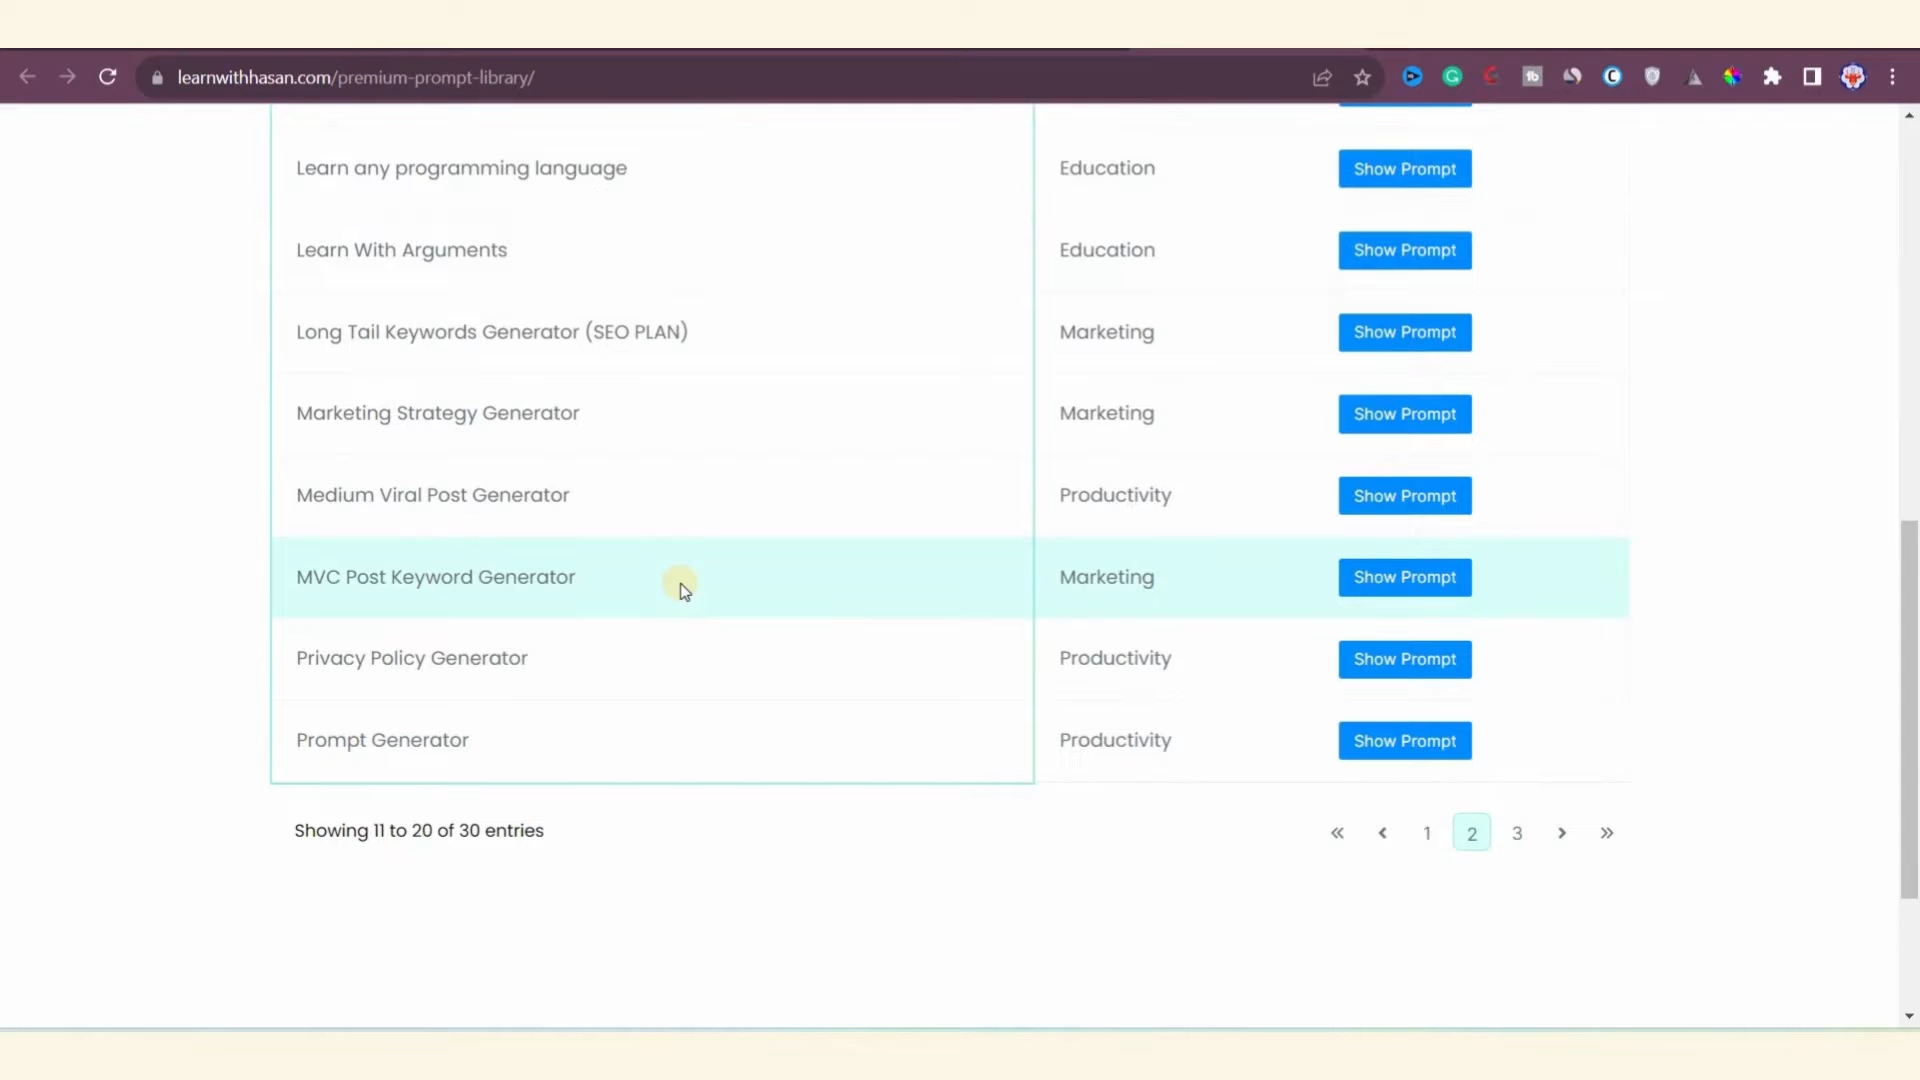 learnwithhasan.com/premium-prompt-library/
Learn any programming language Education Show Prompt
Learn With Arguments Education Show Prompt
Long Tail Keywords Generator (SEO PLAN) Marketing Show Prompt
Marketing Strategy Generator Marketing Show Prompt
Medium Viral Post Generator Productivity Show Prompt
MVC Post Keyword Generator Marketing Show Prompt
Privacy Policy Generator Productivity Show Prompt
Prompt Generator Productivity Show Prompt
Showing 11 to 20 of 30 entries « ‹ 1 2 3 › »